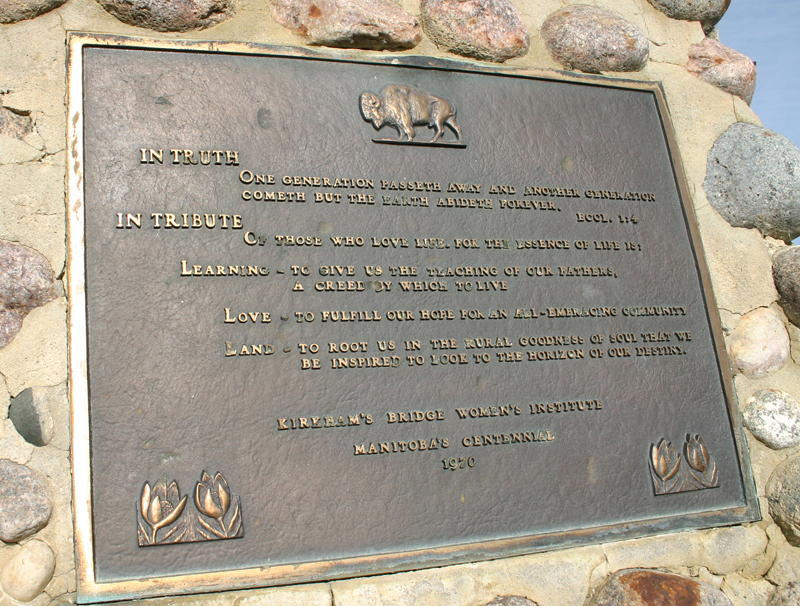 IN TRUTH
ONE GENERATION PASSETH AWAY AND ANOTHER GENERATION
COMETH BUT THE EARTH ABIDETH FOREVER.
ECCL. 1:4
IN TRIBUTE
OF THOSE WHO LOVE LIFE. FOR THE ESSENCE OF LIFE IS:
LEARNING - TO GIVE US THE TEACHING OF OUR FATHERS,
A CREED BY WHICH TO LIVE
LOVE - TO FULFILL OUR HOPE FOR AN ALL-EMBRACING COMMUNITY
LAND - TO ROOT US IN THE RURAL GOODNESS OF SOUL THAT WE
BE INSPIRED TO LOOK TO THE HORIZON OF OUR DESTINY.
KIRKHAM'S BRIDGE WOMEN'S INSTITUTE
MANITOBA'S CENTENNIAL
1970